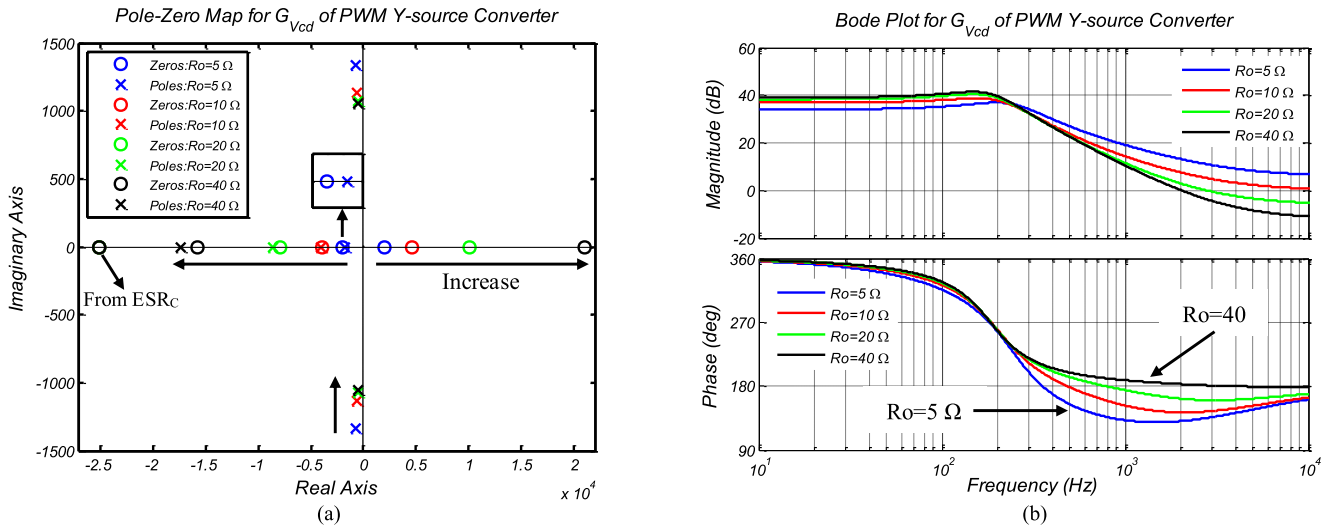 Pole-Zero Map for GVcd of PWM Y-source Converter
1500
1000
500
0
-500
-1000
-1500
Imaginary Axis
Zeros:Ro=5 Ω
Poles:Ro=5 Ω
Zeros:Ro=10 Ω
Poles:Ro=10 Ω
Zeros:Ro=20 Ω
Poles:Ro=20 Ω
Zeros:Ro=40 Ω
Poles:Ro=40 Ω
From ESRC
Increase
-2.5 -2 -1.5 -1 -0.5 0 0.5 1 1.5 2
x 10^4
Real Axis
(a)
Bode Plot for GVcd of PWM Y-source Converter
60
40
20
0
-20
Magnitude (dB)
Ro=5 Ω
Ro=10 Ω
Ro=20 Ω
Ro=40 Ω
360
270
180
90
Phase (deg)
Ro=5 Ω
Ro=10 Ω
Ro=20 Ω
Ro=40 Ω
Ro=40
Ro=5 Ω
10^1 10^2 10^3 10^4
Frequency (Hz)
(b)